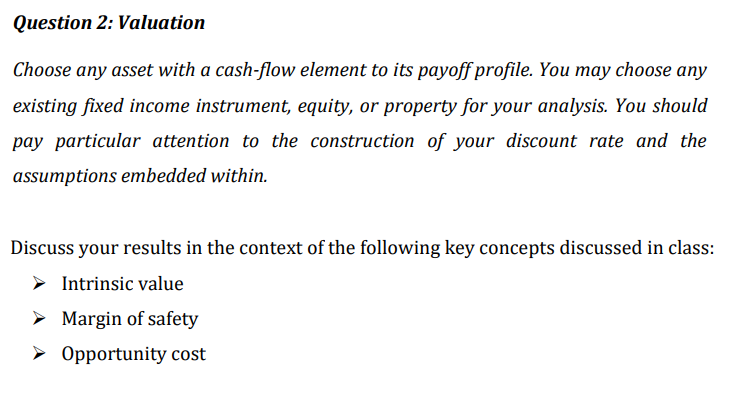 Question 2: Valuation
Choose any asset with a cash-flow element to its payoff profile. You may choose any
existing fixed income instrument, equity, or property for your analysis. You should
pay particular attention to the construction of your discount rate and the
assumptions embedded within.
Discuss your results in the context of the following key concepts discussed in class:
➢ Intrinsic value
➢ Margin of safety
➢ Opportunity cost